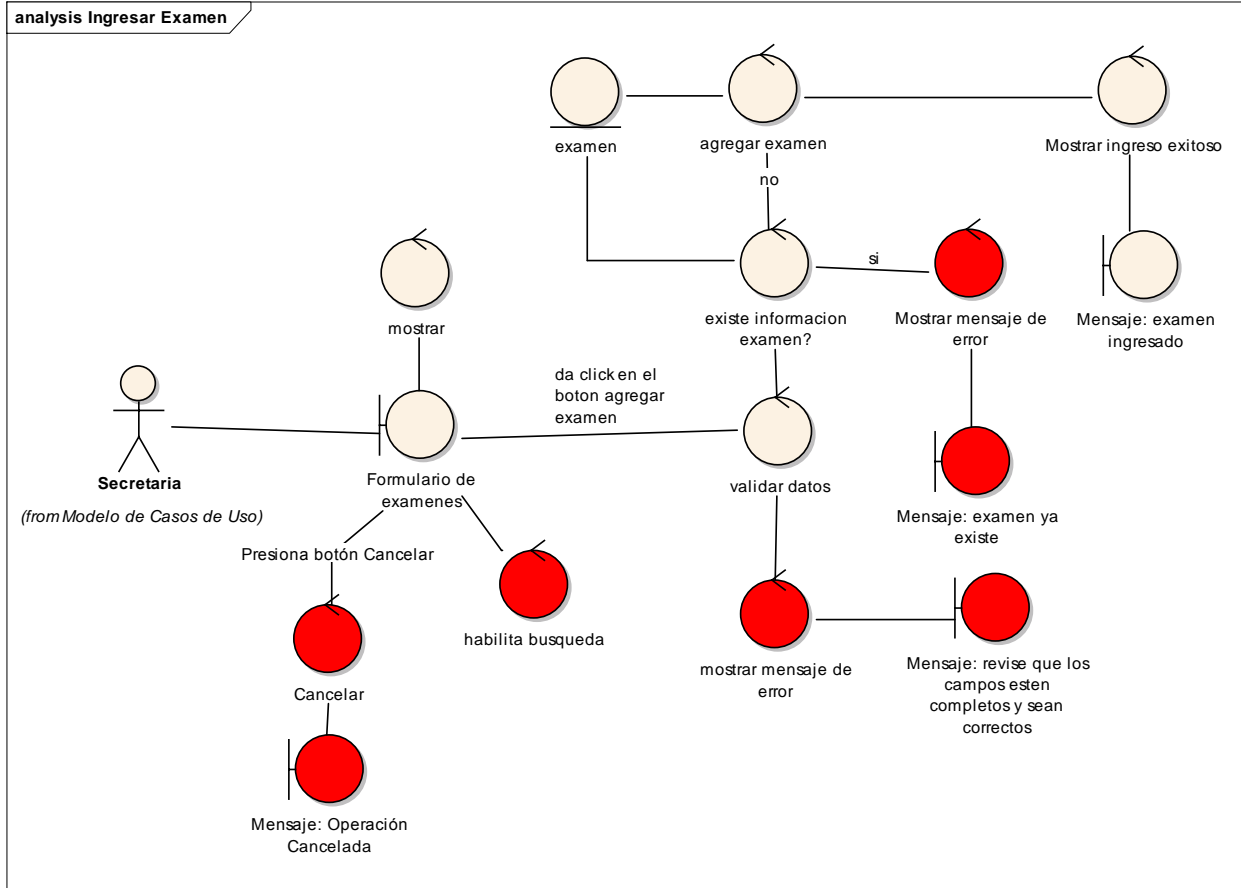 analysis Ingresar Examen
examen
agregar examen
Mostrar ingreso exitoso
no
si
mostrar
existe informacion
examen?
Mostrar mensaje de
error
Mensaje: examen
ingresado
da click en el
boton agregar
examen
Secretaria
(from Modelo de Casos de Uso)
Formulario de
examenes
validar datos
Mensaje: examen ya
existe
Presiona botón Cancelar
habilita busqueda
Cancelar
mostrar mensaje de
error
Mensaje: revise que los
campos esten
completos y sean
correctos
Mensaje: Operación
Cancelada